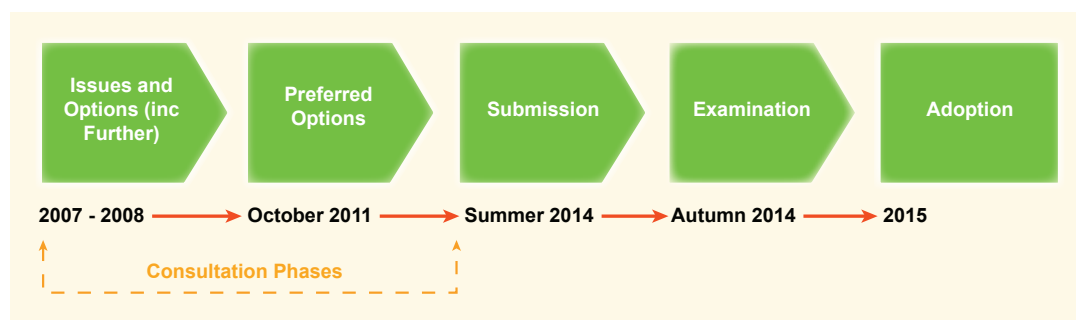 Issues and
Options (inc
Further)
Preferred
Options
Submission
Examination
Adoption
2007 - 2008
October 2011
Summer 2014
Autumn 2014
2015
Consultation Phases